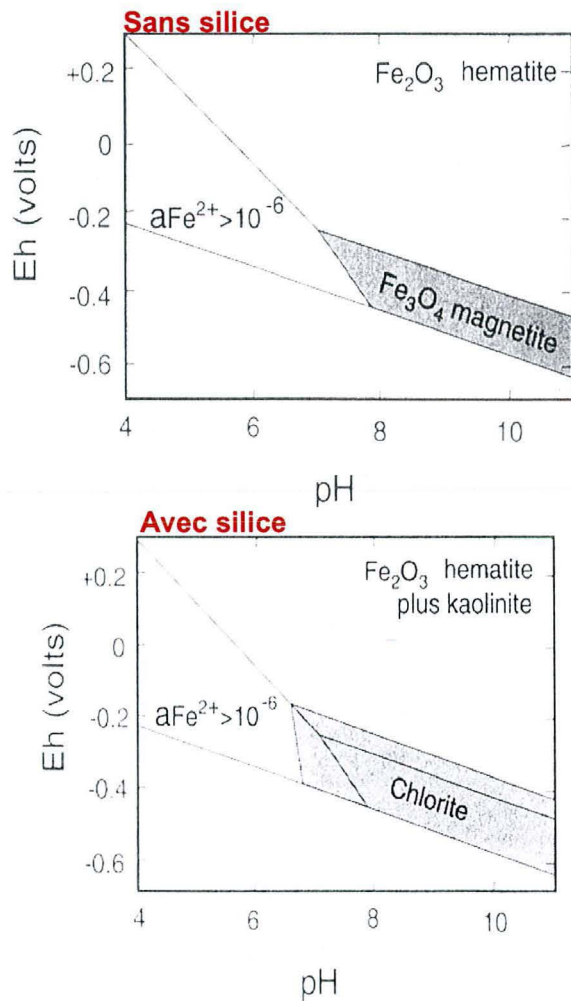 Sans silice
Fe₂O₃ hematite
+0.2
0
-0.2
-0.4
-0.6
Eh (volts)
aFe²⁺>10⁻⁶
Fe₃O₄ magnetite
4
6
8
10
pH
Avec silice
Fe₂O₃ hematite
plus kaolinite
+0.2
0
-0.2
-0.4
-0.6
Eh (volts)
aFe²⁺>10⁻⁶
Chlorite
4
6
8
10
pH